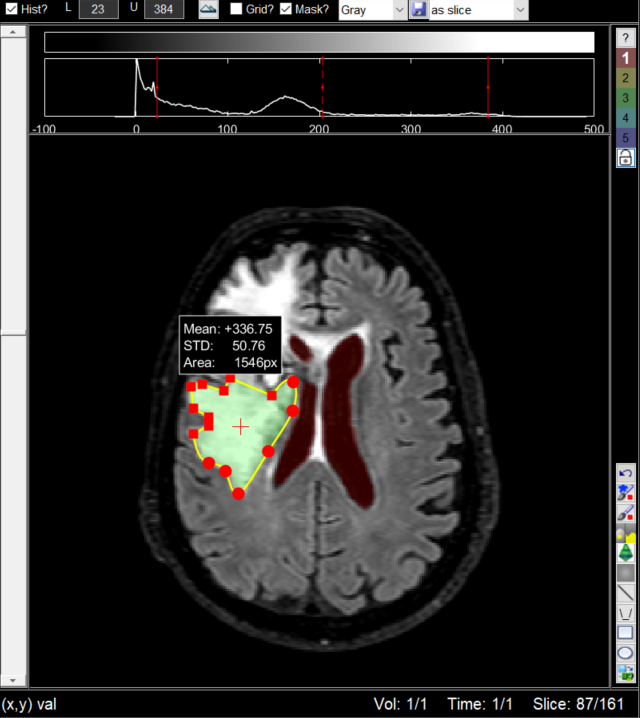 Hist? L 23 U 384 Grid? Mask? Gray as slice
-100 0 100 200 300 400 500
?
1
2
3
4
5
Mean: +336.75
STD: 50.76
Area: 1546px
(x,y) val Vol: 1/1 Time: 1/1 Slice: 87/161